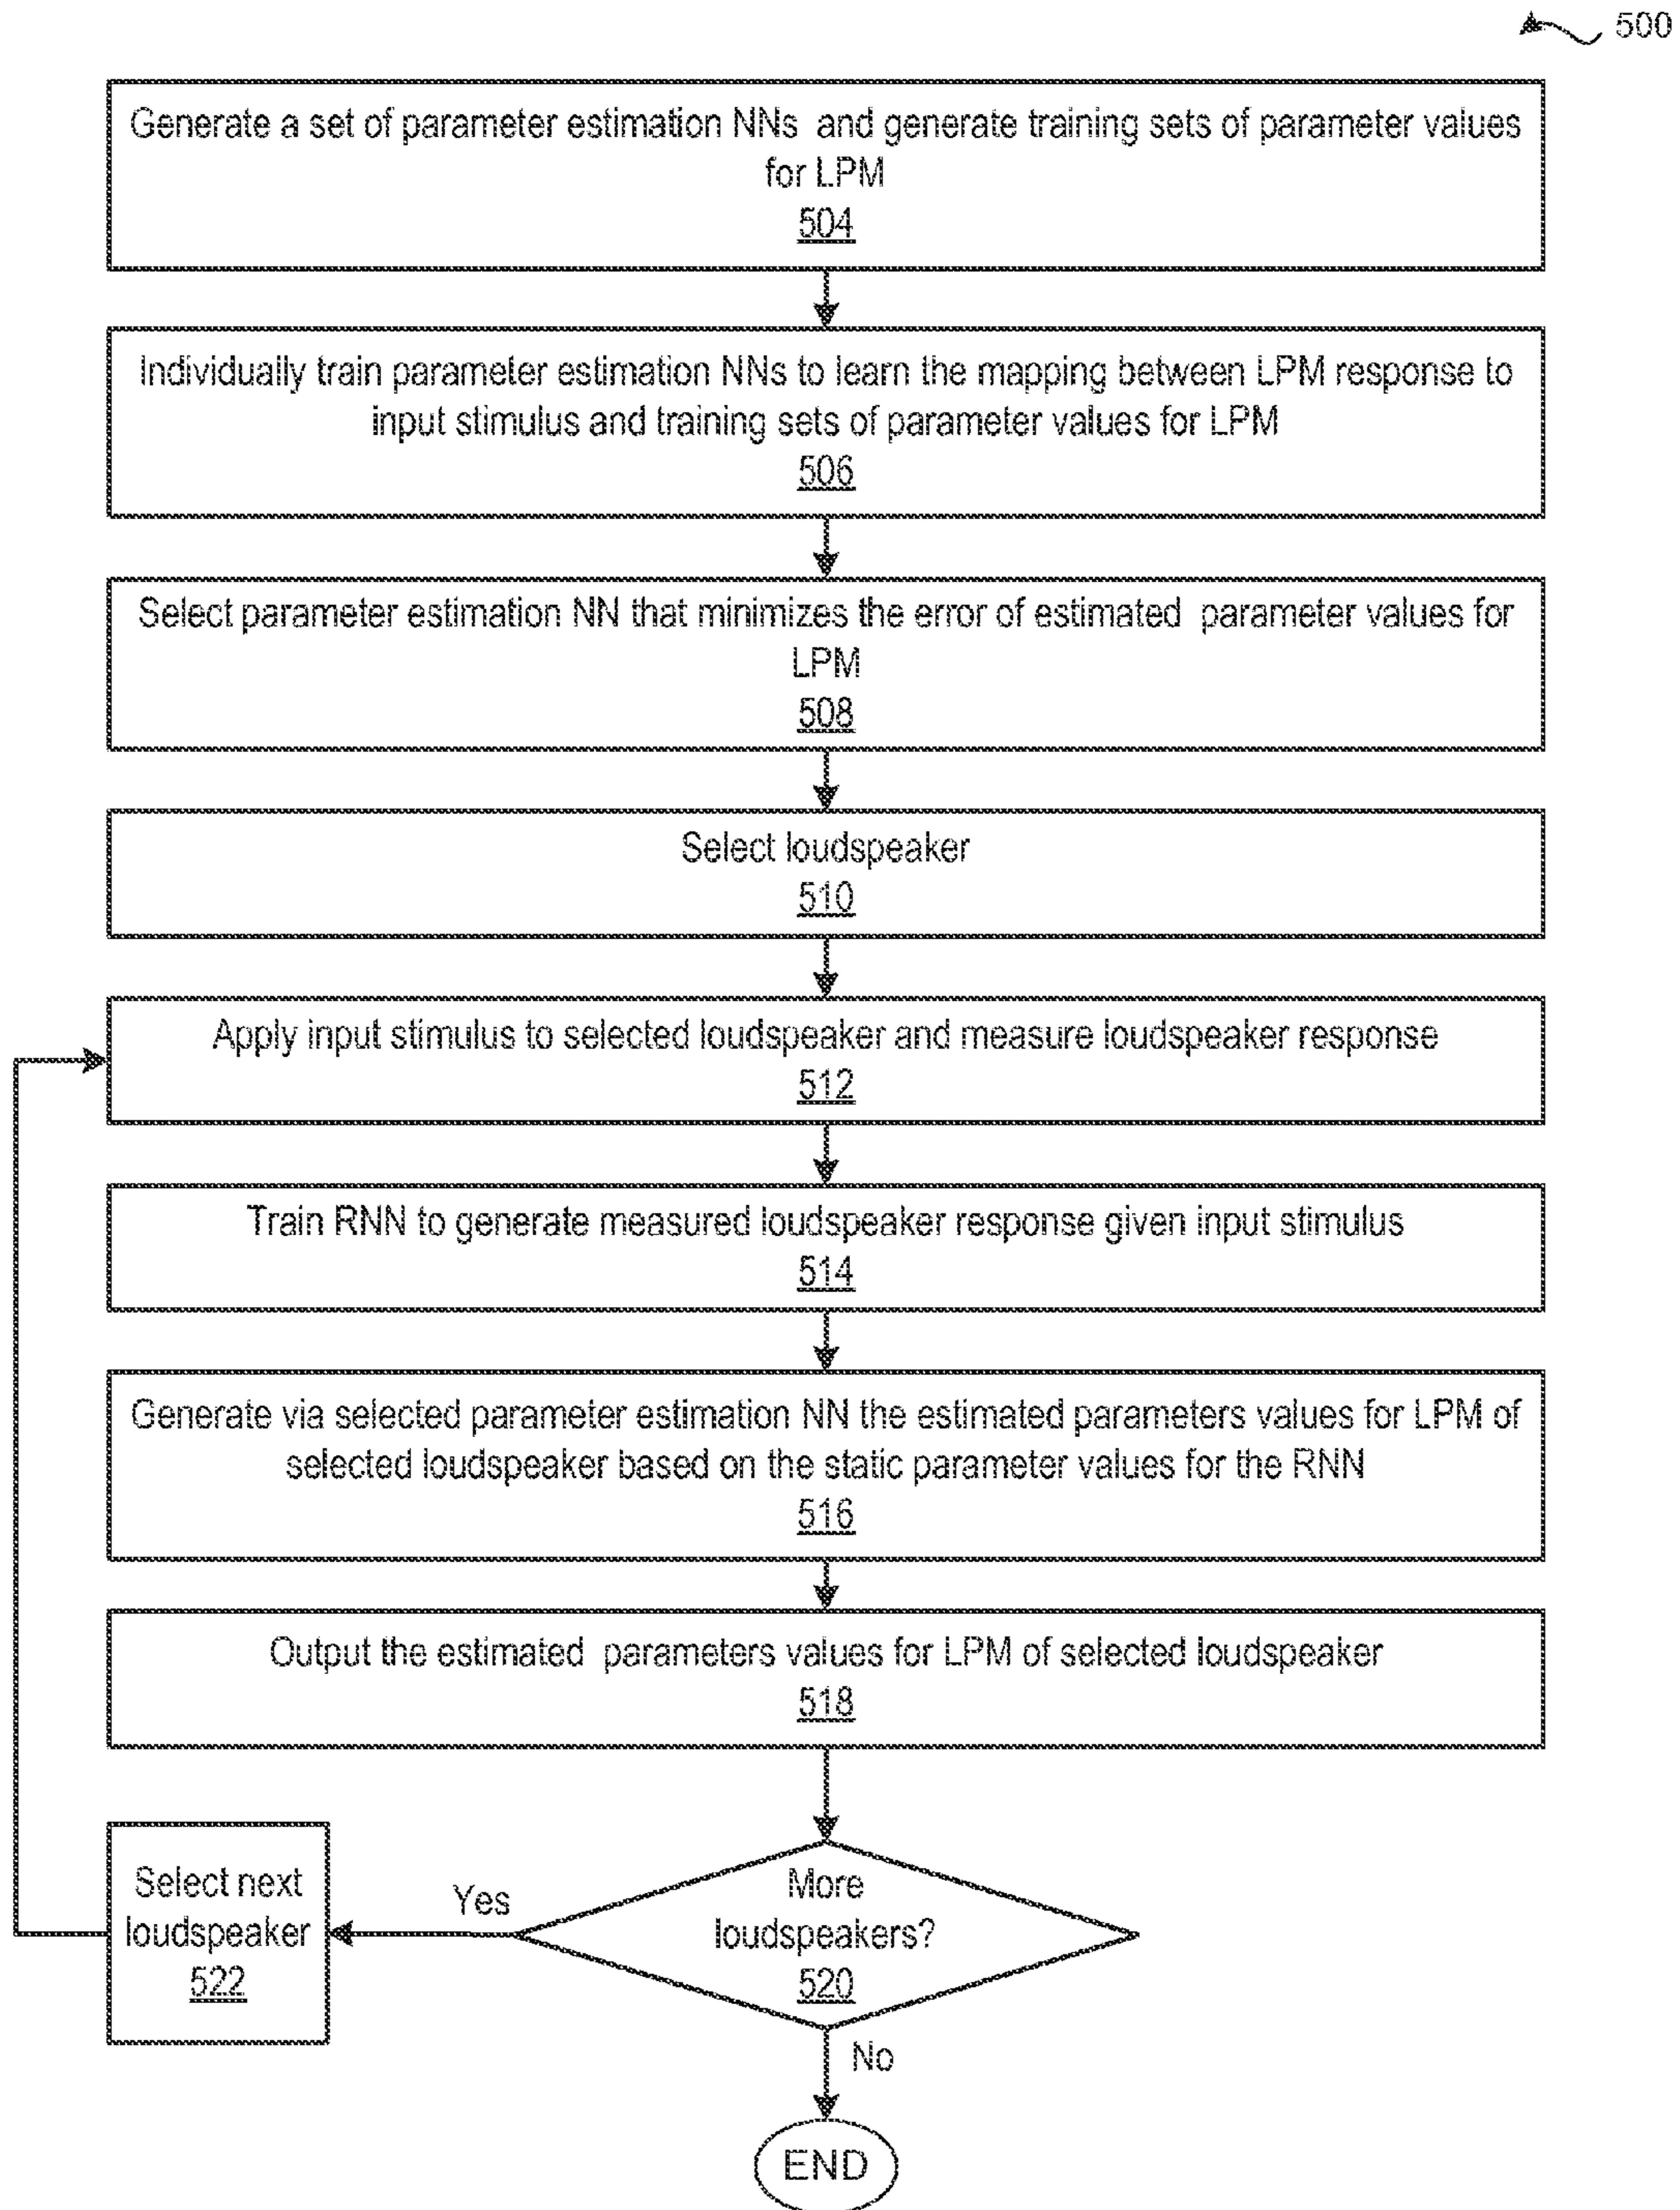 500
Generate a set of parameter estimation NNs and generate training sets of parameter values
for LPM
504
Individually train parameter estimation NNs to learn the mapping between LPM response to
input stimulus and training sets of parameter values for LPM
506
Select parameter estimation NN that minimizes the error of estimated parameter values for
LPM
508
Select loudspeaker
510
Apply input stimulus to selected loudspeaker and measure loudspeaker response
512
Train RNN to generate measured loudspeaker response given input stimulus
514
Generate via selected parameter estimation NN the estimated parameters values for LPM of
selected loudspeaker based on the static parameter values for the RNN
516
Output the estimated parameters values for LPM of selected loudspeaker
518
More
loudspeakers?
520
Yes
Select next
loudspeaker
522
No
END